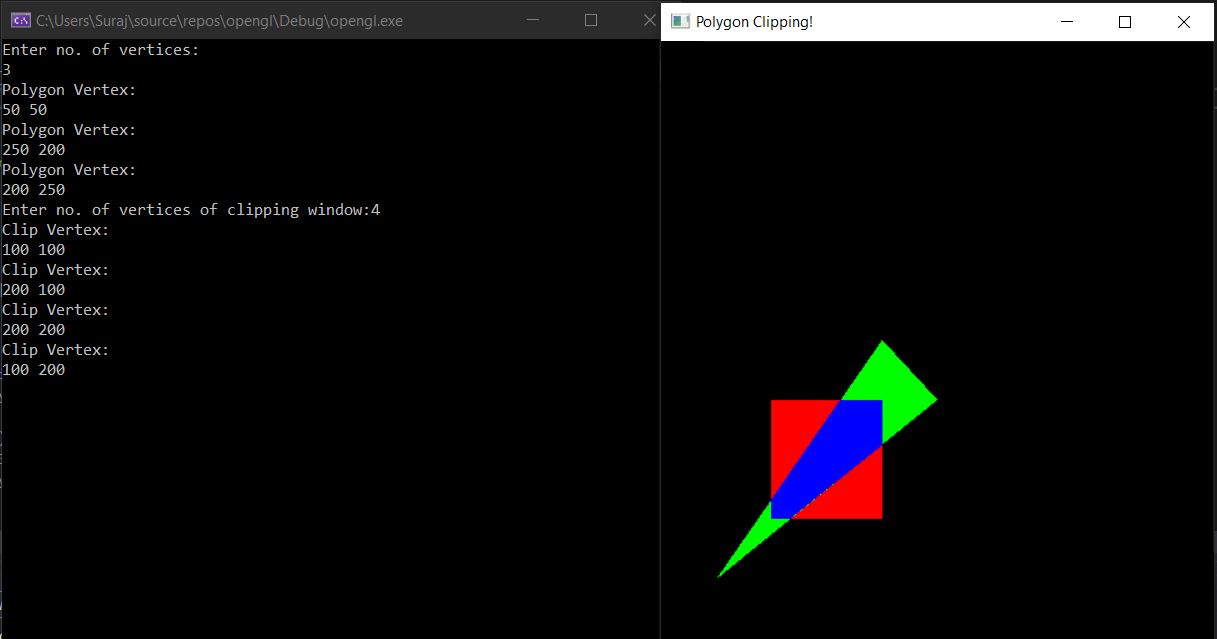 C:\Users\Suraj\source\repos\opengl\Debug\opengl.exe
Polygon Clipping!
Enter no. of vertices:
3
Polygon Vertex:
50 50
Polygon Vertex:
250 200
Polygon Vertex:
200 250
Enter no. of vertices of clipping window:4
Clip Vertex:
100 100
Clip Vertex:
200 100
Clip Vertex:
200 200
Clip Vertex:
100 200